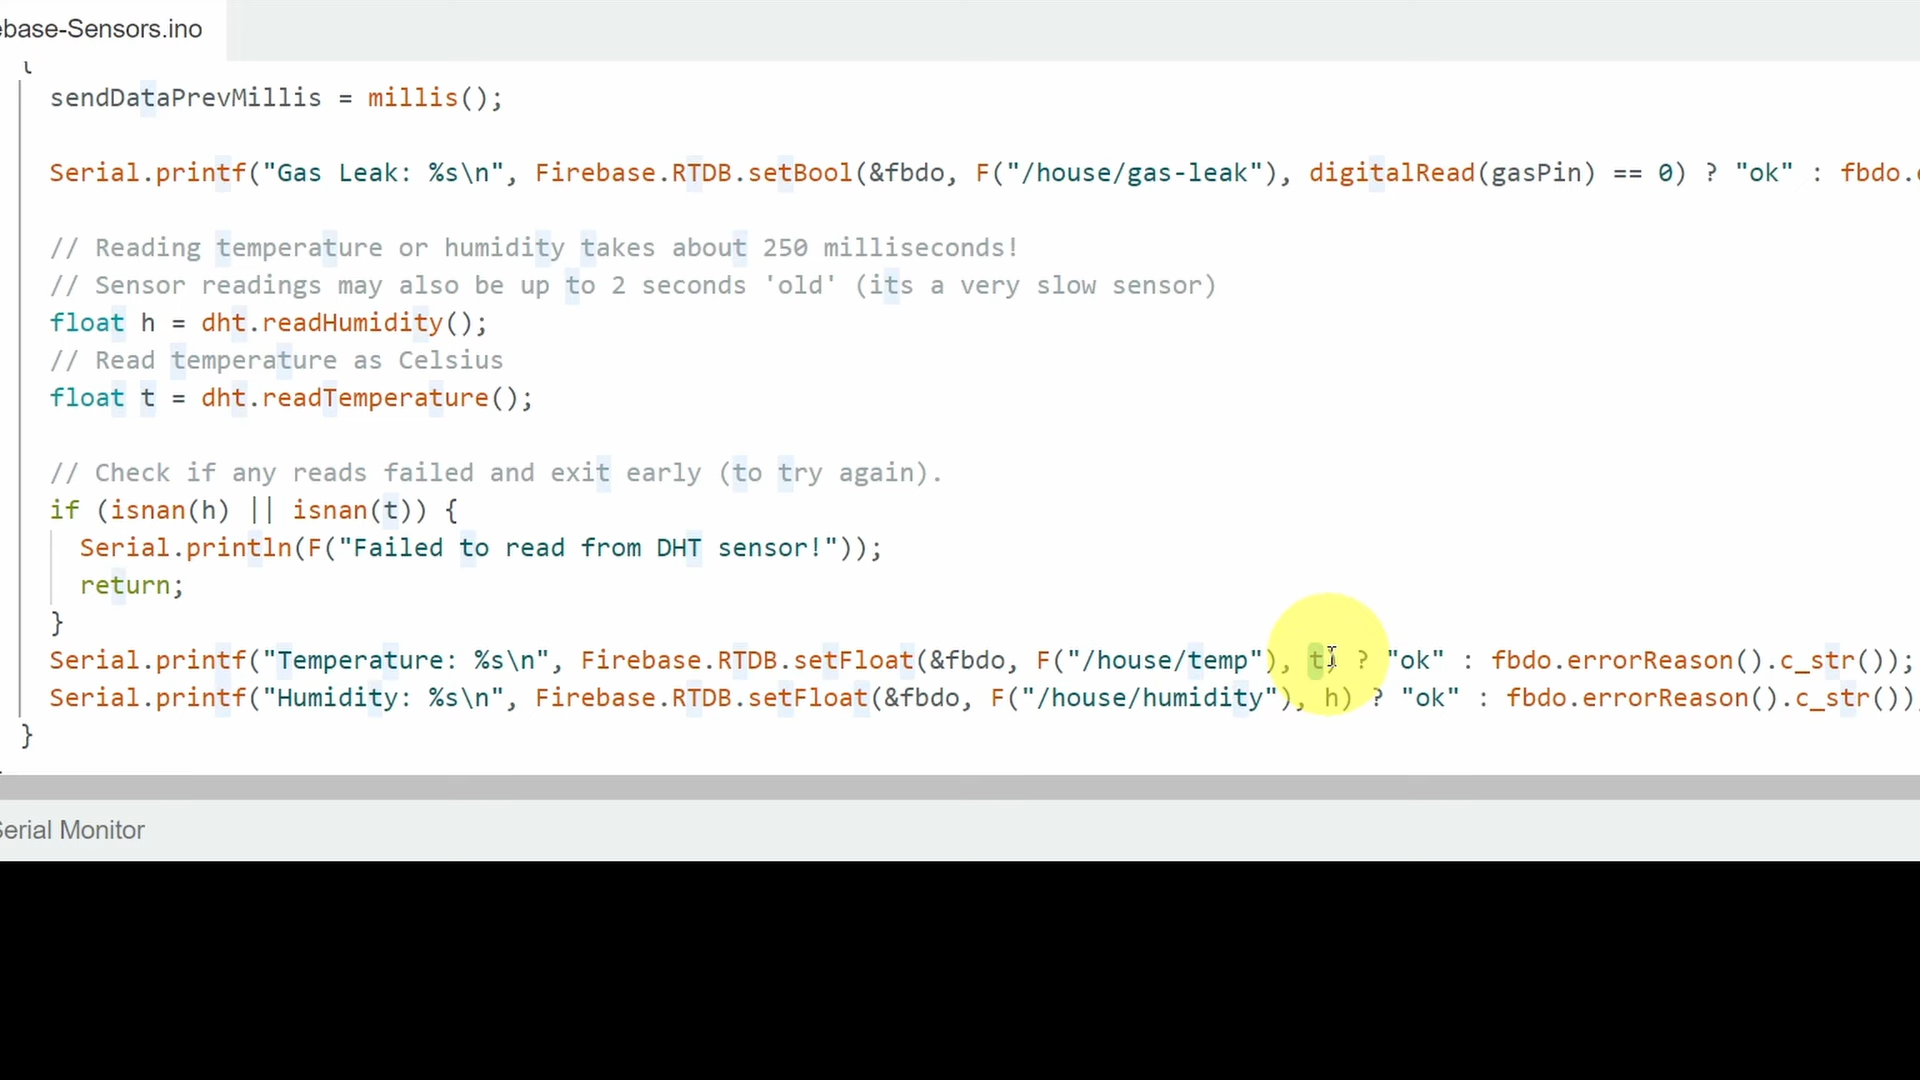 ebase-Sensors.ino
{
sendDataPrevMillis = millis();
Serial.printf("Gas Leak: %s\n", Firebase.RTDB.setBool(&fbdo, F("/house/gas-leak"), digitalRead(gasPin) == 0) ? "ok" : fbdo.
// Reading temperature or humidity takes about 250 milliseconds!
// Sensor readings may also be up to 2 seconds 'old' (its a very slow sensor)
float h = dht.readHumidity();
// Read temperature as Celsius
float t = dht.readTemperature();
// Check if any reads failed and exit early (to try again).
if (isnan(h) || isnan(t)) {
Serial.println(F("Failed to read from DHT sensor!"));
return;
}
Serial.printf("Temperature: %s\n", Firebase.RTDB.setFloat(&fbdo, F("/house/temp"), t) ? "ok" : fbdo.errorReason().c_str());
Serial.printf("Humidity: %s\n", Firebase.RTDB.setFloat(&fbdo, F("/house/humidity"), h) ? "ok" : fbdo.errorReason().c_str());
}
Serial Monitor